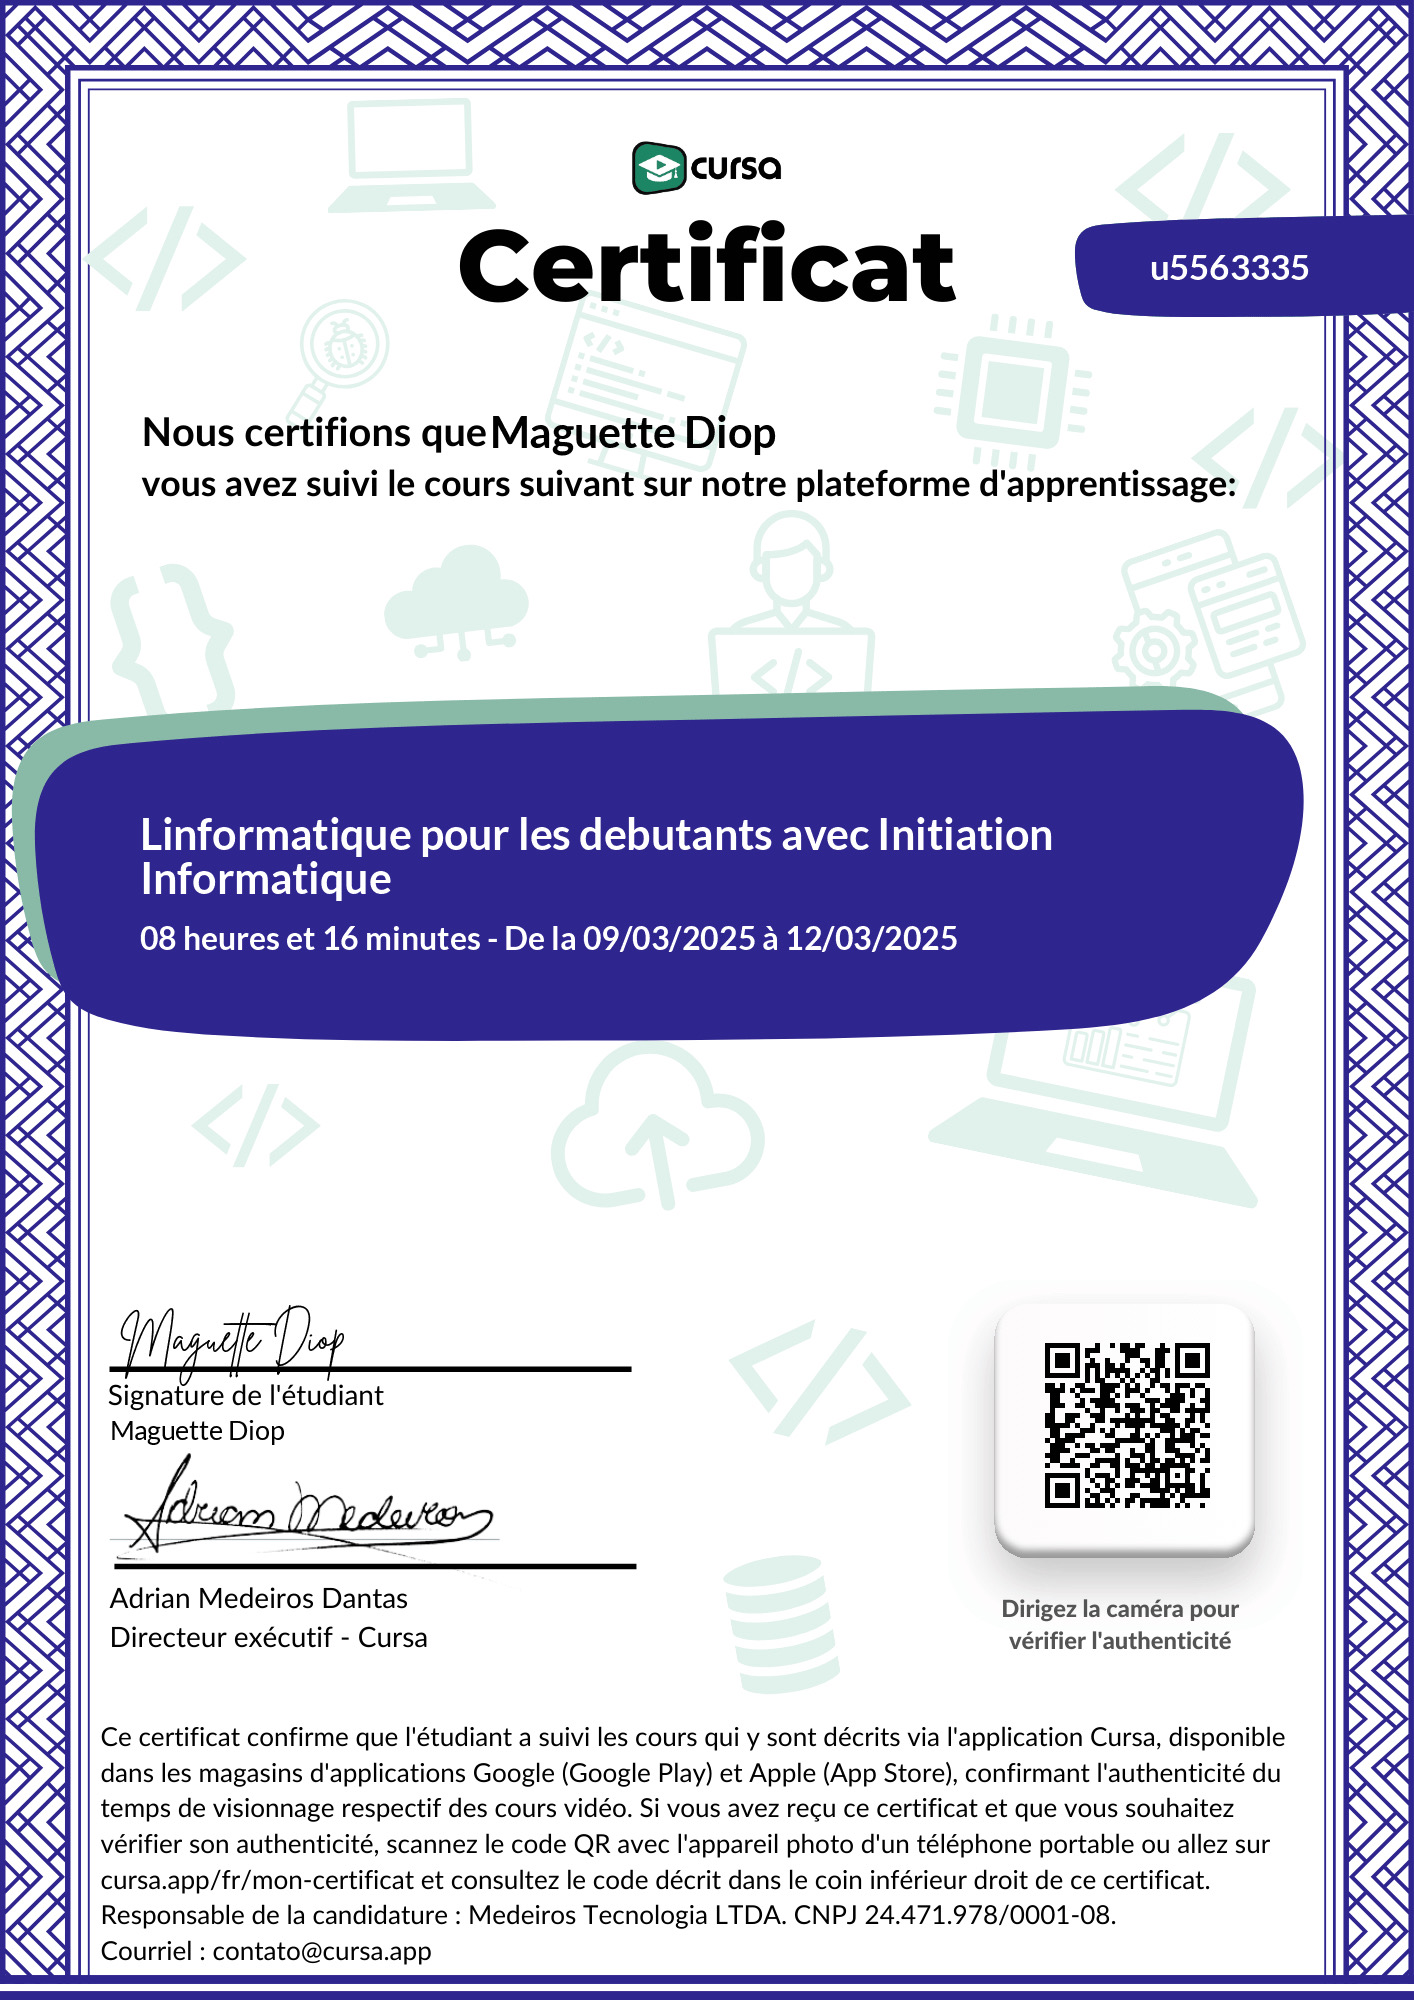 cursa
Certificat
u5563335
Nous certifions que Maguette Diop
vous avez suivi le cours suivant sur notre plateforme d'apprentissage:
Linformatique pour les debutants avec Initiation
Informatique
08 heures et 16 minutes - De la 09/03/2025 à 12/03/2025
Maguette Diop
Signature de l'étudiant
Maguette Diop
Adrian Medeiros
Adrian Medeiros Dantas
Directeur exécutif - Cursa
Dirigez la caméra pour
vérifier l'authenticité
Ce certificat confirme que l'étudiant a suivi les cours qui y sont décrits via l'application Cursa, disponible
dans les magasins d'applications Google (Google Play) et Apple (App Store), confirmant l'authenticité du
temps de visionnage respectif des cours vidéo. Si vous avez reçu ce certificat et que vous souhaitez
vérifier son authenticité, scannez le code QR avec l'appareil photo d'un téléphone portable ou allez sur
cursa.app/fr/mon-certificat et consultez le code décrit dans le coin inférieur droit de ce certificat.
Responsable de la candidature : Medeiros Tecnologia LTDA. CNPJ 24.471.978/0001-08.
Courriel : contato@cursa.app